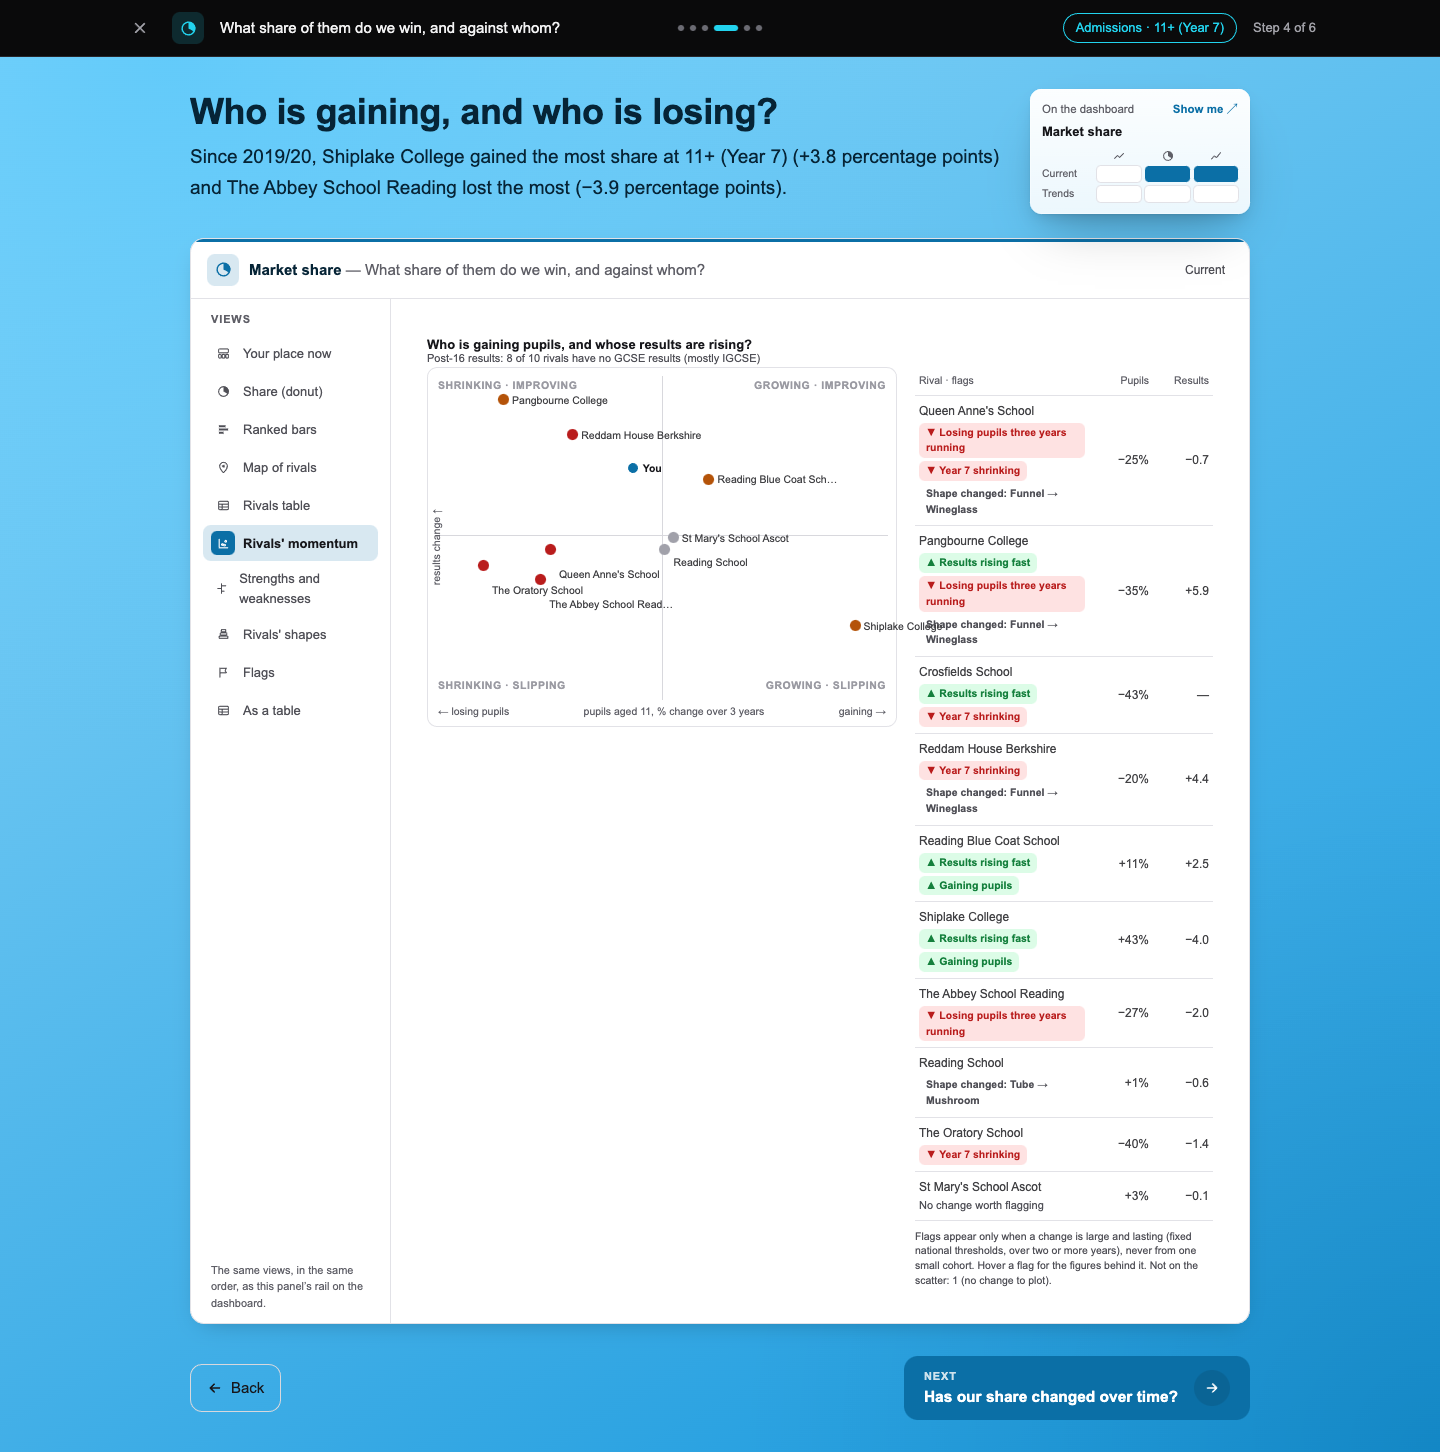 What share of them do we win, and against whom?
Admissions · 11+ (Year 7)
Step 4 of 6
Who is gaining, and who is losing?
Since 2019/20, Shiplake College gained the most share at 11+ (Year 7) (+3.8 percentage points)
and The Abbey School Reading lost the most (−3.9 percentage points).
On the dashboard
Show me ↗
Market share
Current
Trends
Market share — What share of them do we win, and against whom?
Current
VIEWS
Your place now
Share (donut)
Ranked bars
Map of rivals
Rivals table
Rivals' momentum
Strengths and
weaknesses
Rivals' shapes
Flags
As a table
The same views, in the same
order, as this panel's rail on the
dashboard.
Who is gaining pupils, and whose results are rising?
Post-16 results: 8 of 10 rivals have no GCSE results (mostly IGCSE)
SHRINKING · IMPROVING
GROWING · IMPROVING
Pangbourne College
Reddam House Berkshire
You
Reading Blue Coat Sch…
results change ↑
St Mary's School Ascot
Reading School
Queen Anne's School
The Oratory School
The Abbey School Read…
Shiplake College
SHRINKING · SLIPPING
GROWING · SLIPPING
← losing pupils
pupils aged 11, % change over 3 years
gaining →
Rival · flags
Pupils
Results
Queen Anne's School
▼ Losing pupils three years
running
▼ Year 7 shrinking
Shape changed: Funnel →
Wineglass
−25%
−0.7
Pangbourne College
▲ Results rising fast
▼ Losing pupils three years
running
Shape changed: Funnel →
Wineglass
−35%
+5.9
Crosfields School
▲ Results rising fast
▼ Year 7 shrinking
−43%
—
Reddam House Berkshire
▼ Year 7 shrinking
Shape changed: Funnel →
Wineglass
−20%
+4.4
Reading Blue Coat School
▲ Results rising fast
▲ Gaining pupils
+11%
+2.5
Shiplake College
▲ Results rising fast
▲ Gaining pupils
+43%
−4.0
The Abbey School Reading
▼ Losing pupils three years
running
−27%
−2.0
Reading School
Shape changed: Tube →
Mushroom
+1%
−0.6
The Oratory School
▼ Year 7 shrinking
−40%
−1.4
St Mary's School Ascot
No change worth flagging
+3%
−0.1
Flags appear only when a change is large and lasting (fixed
national thresholds, over two or more years), never from one
small cohort. Hover a flag for the figures behind it. Not on the
scatter: 1 (no change to plot).
← Back
NEXT
Has our share changed over time?
→